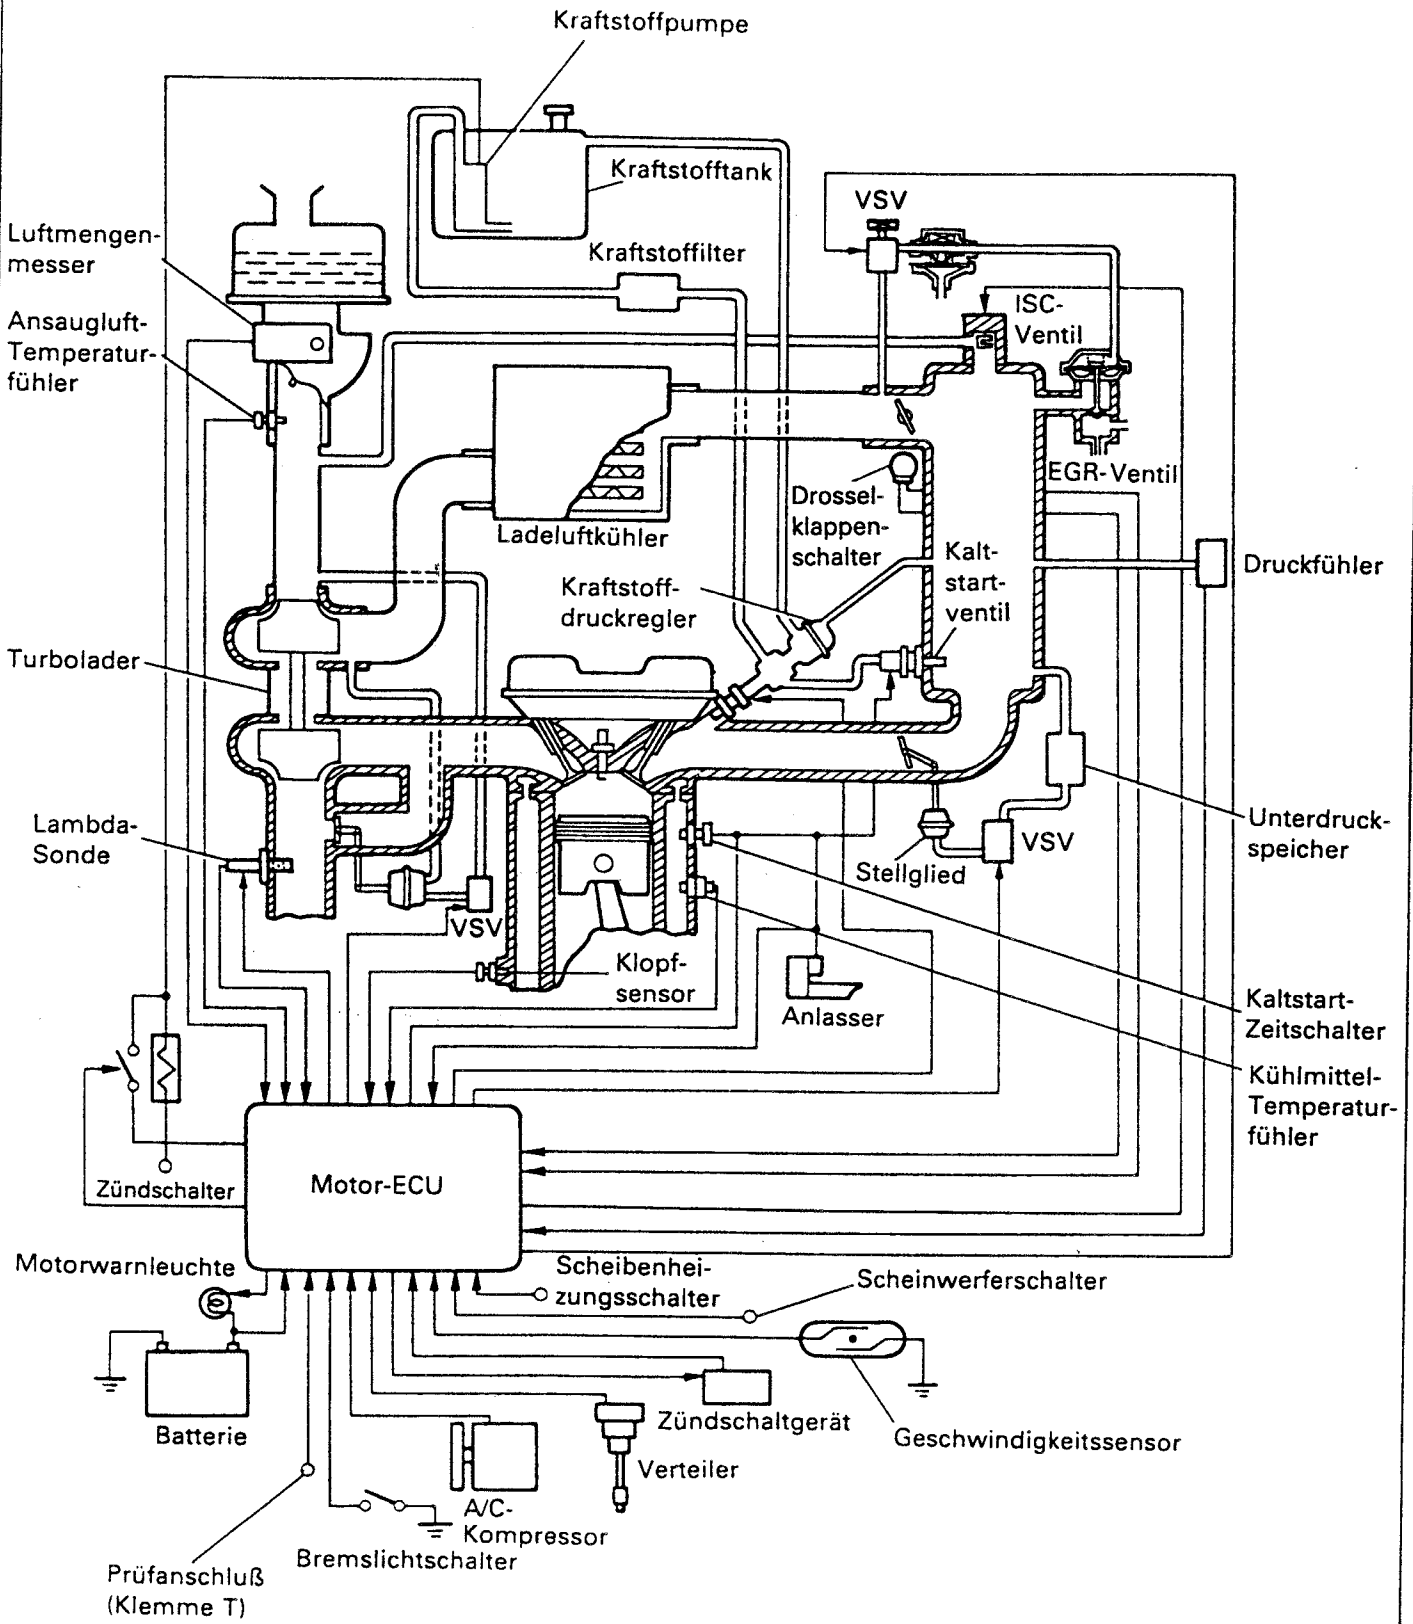 Kraftstoffpumpe
Kraftstofftank
VSV
Luftmengen-
messer
Kraftstoffilter
Ansaugluft-
Temperatur-
fühler
ISC-
Ventil
EGR-Ventil
Drossel-
klappen-
schalter
Ladeluftkühler
Kalt-
start-
ventil
Druckfühler
Kraftstoff-
druckregler
Turbolader
Lambda-
Sonde
Unterdruck-
speicher
VSV
Stellglied
VSV
Klopf-
sensor
Anlasser
Kaltstart-
Zeitschalter
Kühlmittel-
Temperatur-
fühler
Zündschalter
Motor-ECU
Motorwarnleuchte
Scheibenhei-
zungsschalter
Scheinwerferschalter
Batterie
Zündschaltgerät
Geschwindigkeitssensor
Verteiler
A/C-
Kompressor
Bremslichtschalter
Prüfanschluß
(Klemme T)